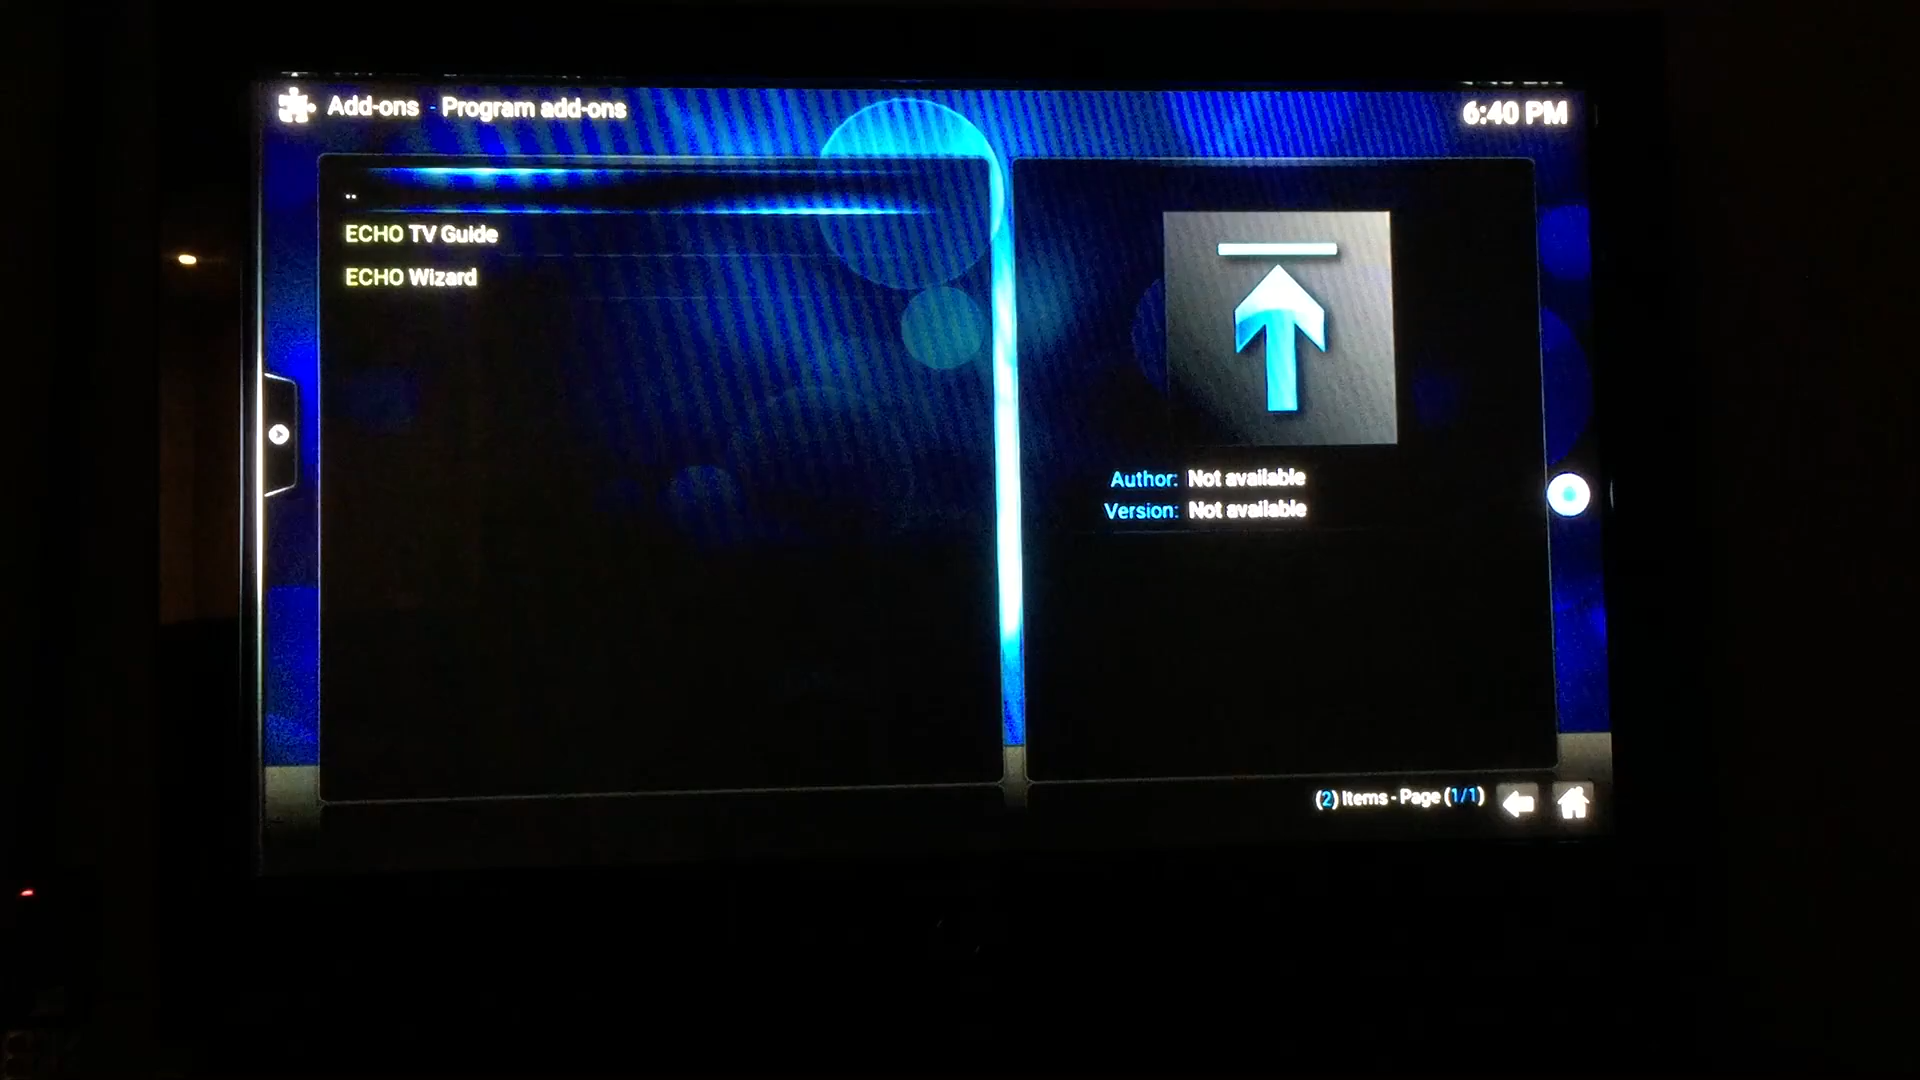 Add-ons - Program add-ons
6:40 PM
..
ECHO TV Guide
ECHO Wizard
Author: Not available
Version: Not available
(2) Items - Page (1/1)